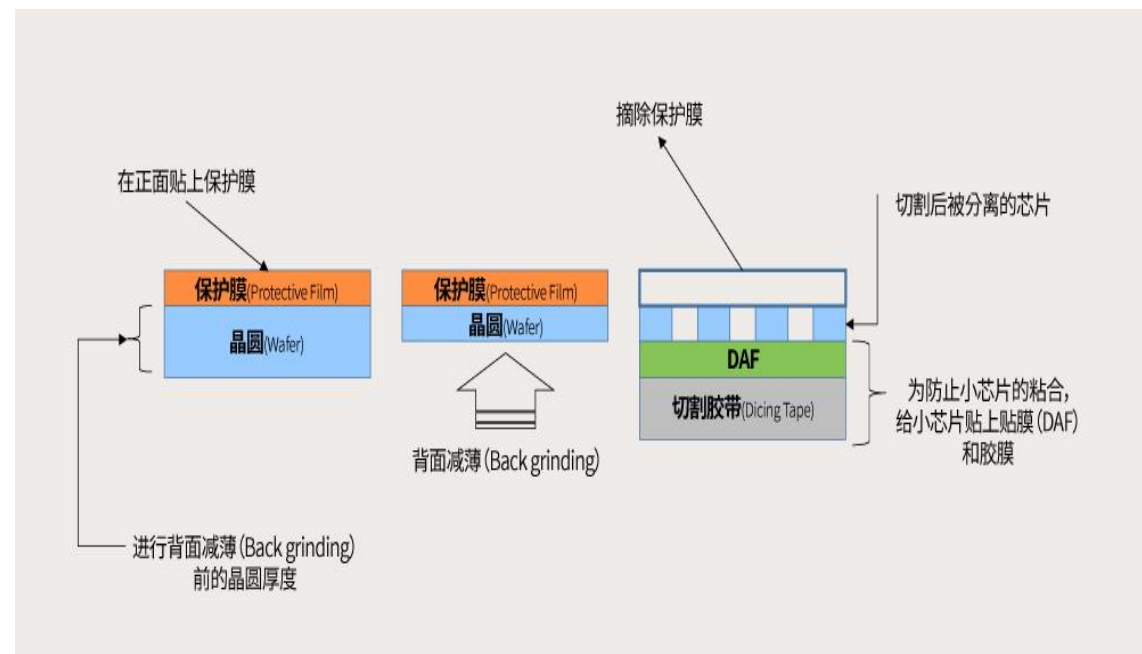 摘除保护膜
在正面贴上保护膜
切割后被分离的芯片
保护膜(Protective Film)
晶圆(Wafer)
保护膜(Protective Film)
晶圆(Wafer)
DAF
切割胶带(Dicing Tape)
为防止小芯片的粘合,
给小芯片贴上贴膜(DAF)
和胶膜
背面减薄(Back grinding)
进行背面减薄(Back grinding)
前的晶圆厚度